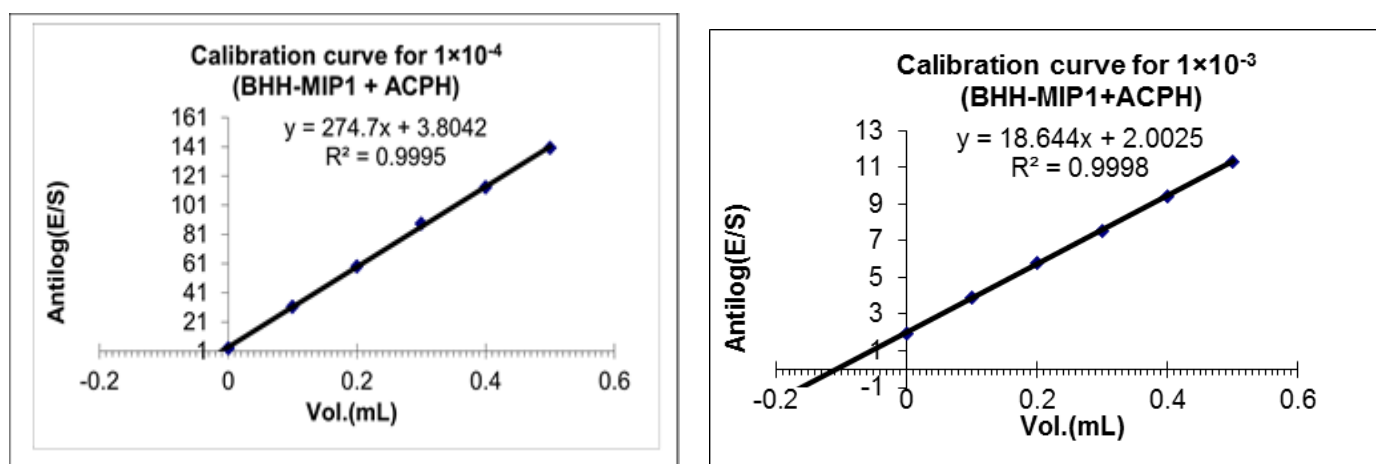 Calibration curve for 1×10⁻⁴
(BHH-MIP1 + ACPH)
y = 274.7x + 3.8042
R² = 0.9995
161
141
121
101
81
61
41
21
1
-0.2
0
0.2
0.4
0.6
Antilog(E/S)
Vol.(mL)
Calibration curve for 1×10⁻³
(BHH-MIP1+ACPH)
y = 18.644x + 2.0025
R² = 0.9998
13
11
9
7
5
3
1
-1
-0.2
0
0.2
0.4
0.6
Antilog(E/S)
Vol.(mL)